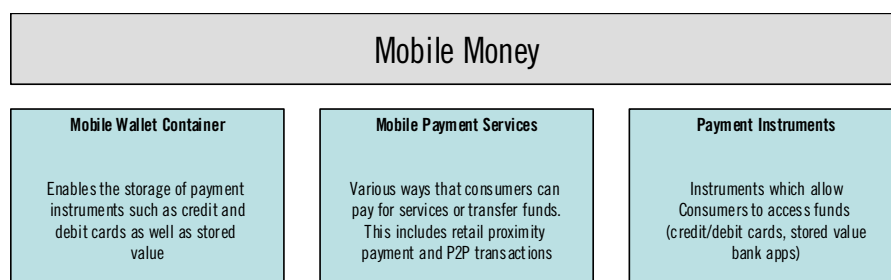 Mobile Money
Mobile Wallet Container
Enables the storage of payment
instruments such as credit and
debit cards as well as stored
value
Mobile Payment Services
Various ways that consumers can
pay for services or transfer funds.
This includes retail proximity
payment and P2P transactions
Payment Instruments
Instruments which allow
Consumers to access funds
(credit/debit cards, stored value
bank apps)